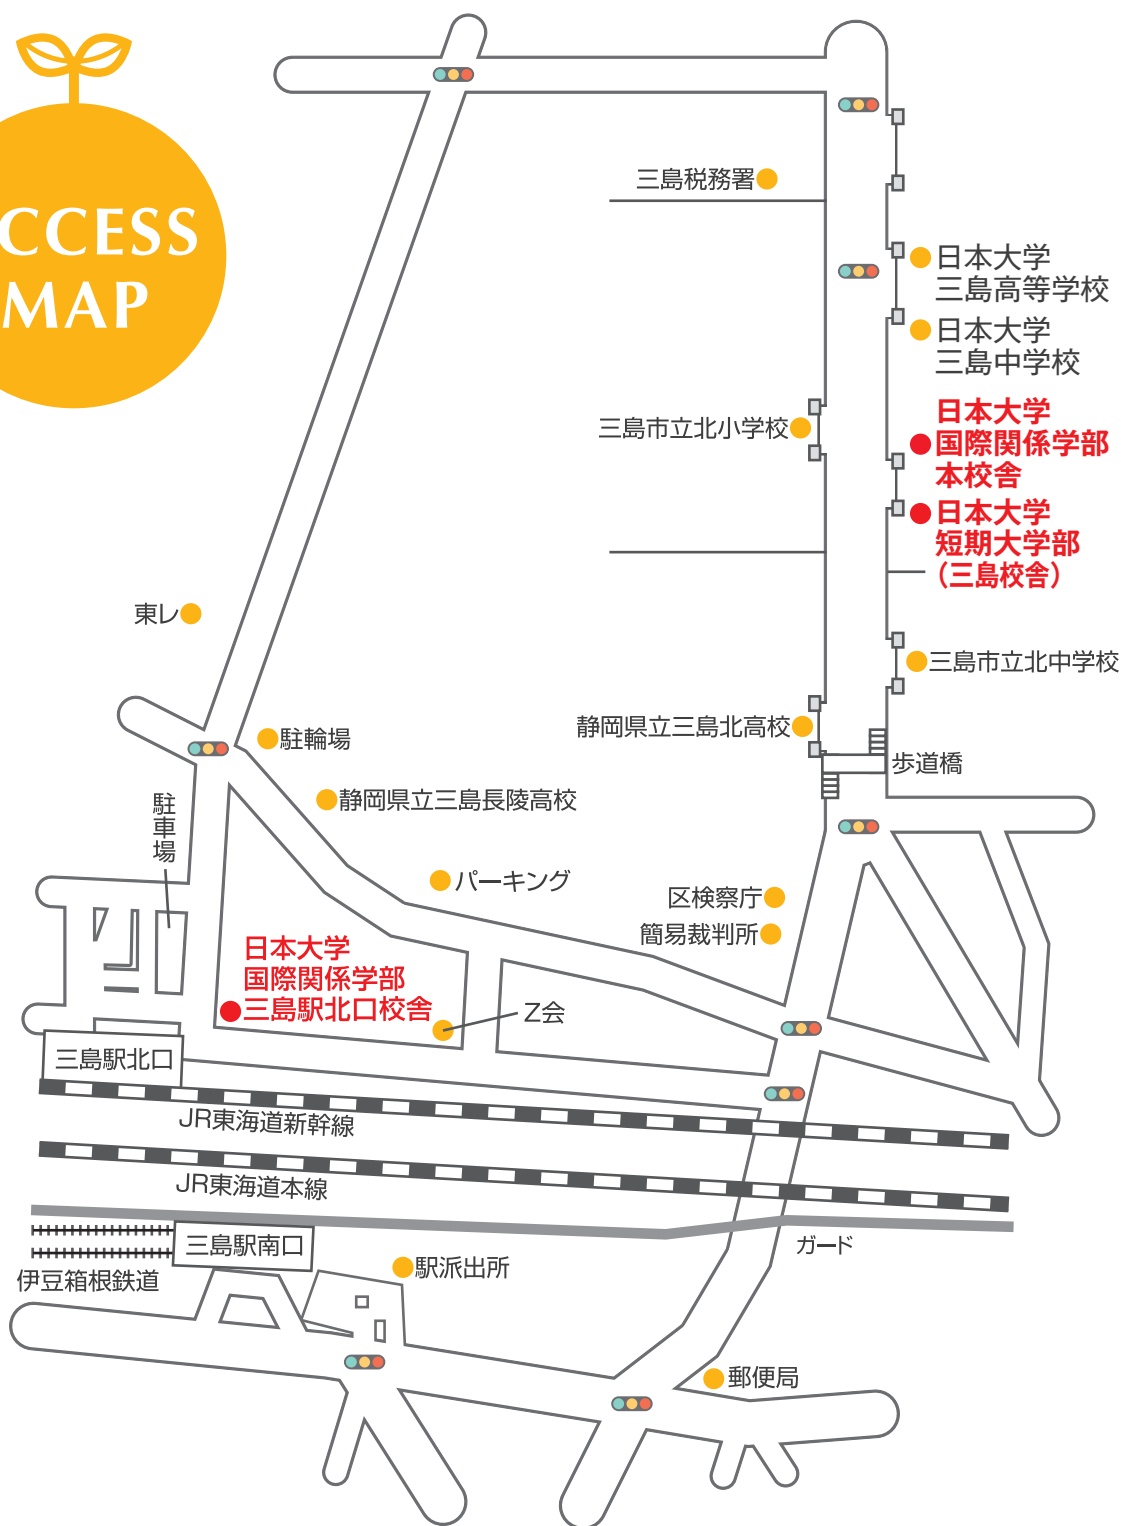 CCESS
MAP
三島税務署
日本大学
三島高等学校
日本大学
三島中学校
三島市立北小学校
日本大学
国際関係学部
本校舎
日本大学
短期大学部
（三島校舎）
東レ
三島市立北中学校
静岡県立三島北高校
駐輪場
歩道橋
静岡県立三島長陵高校
駐車場
パーキング
区検察庁
簡易裁判所
日本大学
国際関係学部
三島駅北口校舎
Z会
三島駅北口
JR東海道新幹線
JR東海道本線
三島駅南口
ガード
伊豆箱根鉄道
駅派出所
郵便局